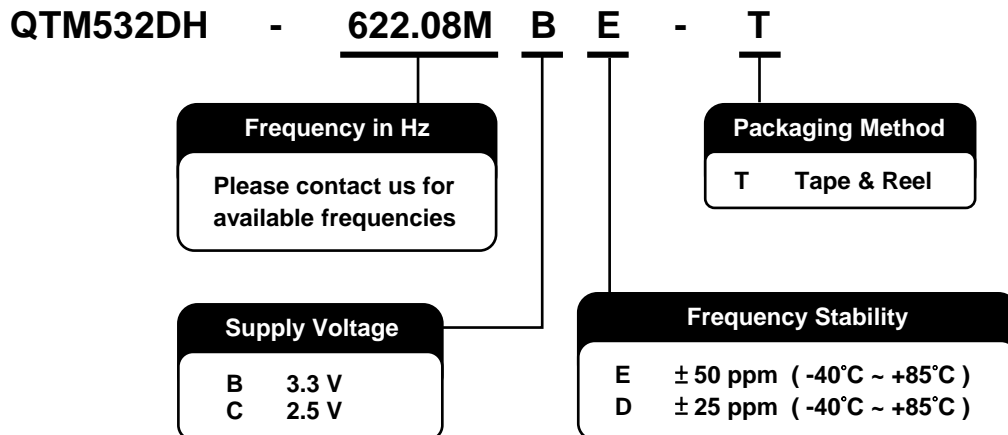 QTM532DH - 622.08M B E - T
Frequency in Hz
Please contact us for
available frequencies
Packaging Method
T Tape & Reel
Supply Voltage
B 3.3 V
C 2.5 V
Frequency Stability
E ± 50 ppm ( -40°C ~ +85°C )
D ± 25 ppm ( -40°C ~ +85°C )